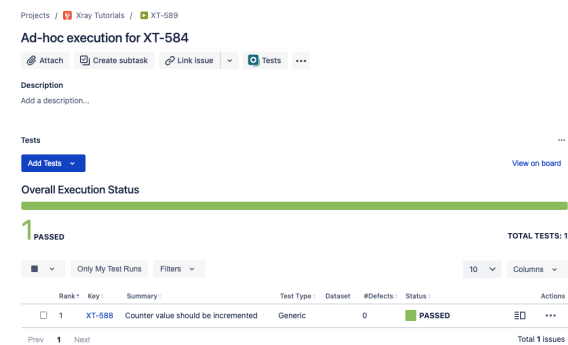 Projects / Xray Tutorials / XT-589
Ad-hoc execution for XT-584
Attach Create subtask Link issue Tests
Description
Add a description...
Tests
Add Tests View on board
Overall Execution Status
1 PASSED TOTAL TESTS: 1
Only My Test Runs Filters 10 Columns
Rank Key Summary Test Type Dataset #Defects Status Actions
1 XT-588 Counter value should be incremented Generic 0 PASSED
Prev 1 Next Total 1 issues